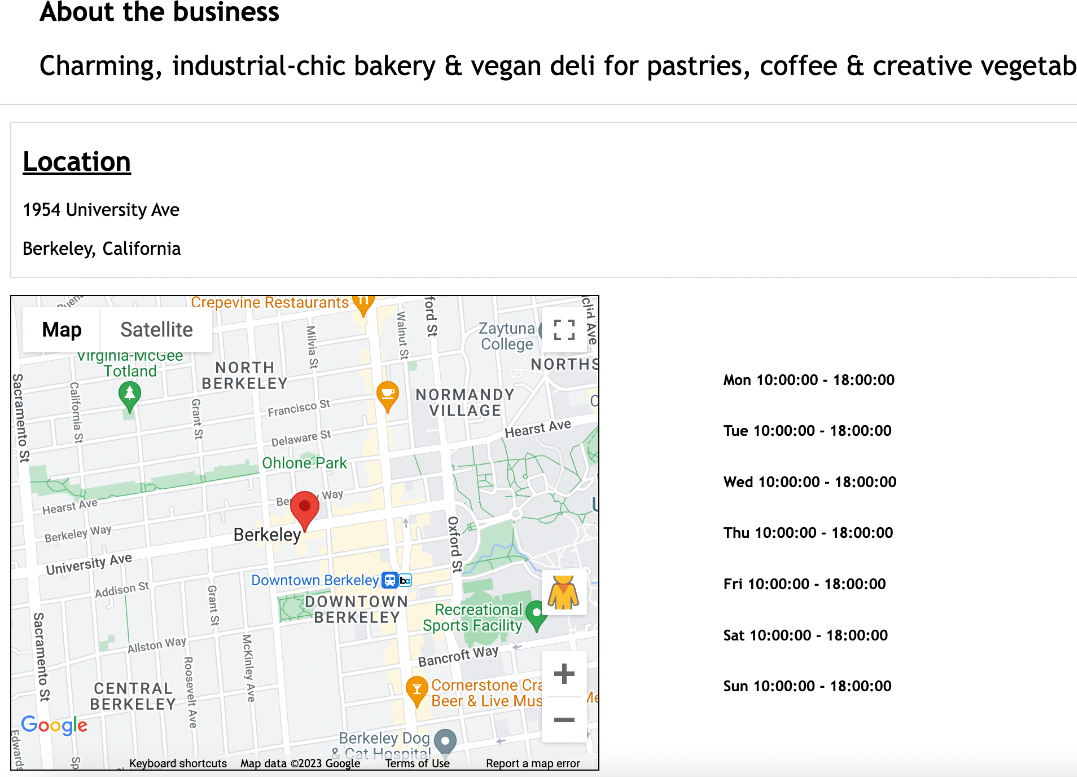 About the business
Charming, industrial-chic bakery & vegan deli for pastries, coffee & creative vegetab
Location
1954 University Ave
Berkeley, California
Map
Satellite
Crepevine Restaurants
Milvia St
Walnut St
ford St
Zaytuna
College
clid Ave
Virginia-McGee
Totland
NORTH
BERKELEY
NORTHS
Sacramento St
California St
Grant St
Francisco St
NORMANDY
VILLAGE
Delaware St
Hearst Ave
Ohlone Park
Hearst Ave
Berkeley Way
Way
Berkeley
Oxford St
University Ave
Addison St
Downtown Berkeley
DOWNTOWN
BERKELEY
Recreational
Sports Facility
Sacramento St
Grant St
Allston Way
McKinley Ave
Roosevelt Ave
Bancroft Way
CENTRAL
BERKELEY
Cornerstone Cra
Beer & Live Mus
Google
Berkeley Dog
& Cat Hospital
Edwards
Keyboard shortcuts
Map data ©2023 Google
Terms of Use
Report a map error
Mon 10:00:00 - 18:00:00
Tue 10:00:00 - 18:00:00
Wed 10:00:00 - 18:00:00
Thu 10:00:00 - 18:00:00
Fri 10:00:00 - 18:00:00
Sat 10:00:00 - 18:00:00
Sun 10:00:00 - 18:00:00